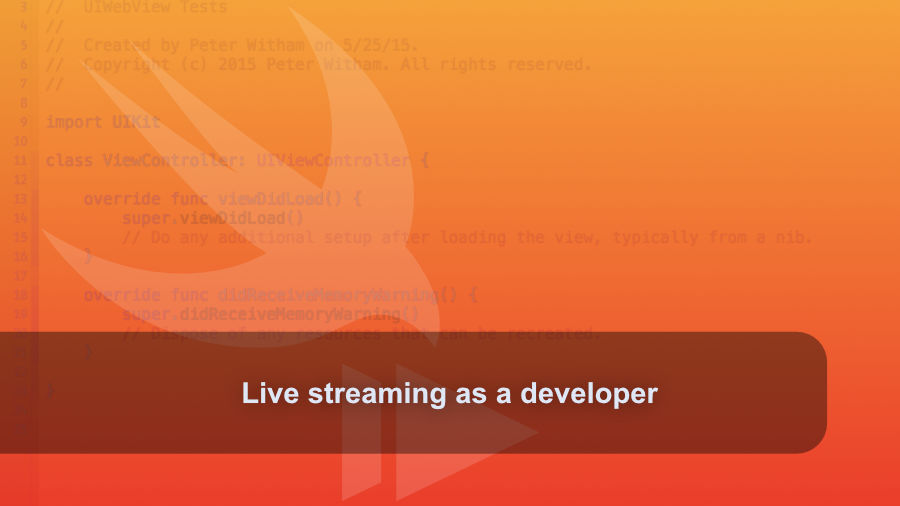 3 // UIWebView Tests
4 //
5 // Created by Peter Witham on 5/25/15.
6 // Copyright (c) 2015 Peter Witham. All rights reserved.
7 //
8
9 import UIKit
10
11 class ViewController: UIViewController {
12
13 override func viewDidLoad() {
14 super.viewDidLoad()
15 // Do any additional setup after loading the view, typically from a nib.
16 }
17
18 override func didReceiveMemoryWarning() {
19 super.didReceiveMemoryWarning()
// Dispose of any resources that can be recreated.
}
Live streaming as a developer
}